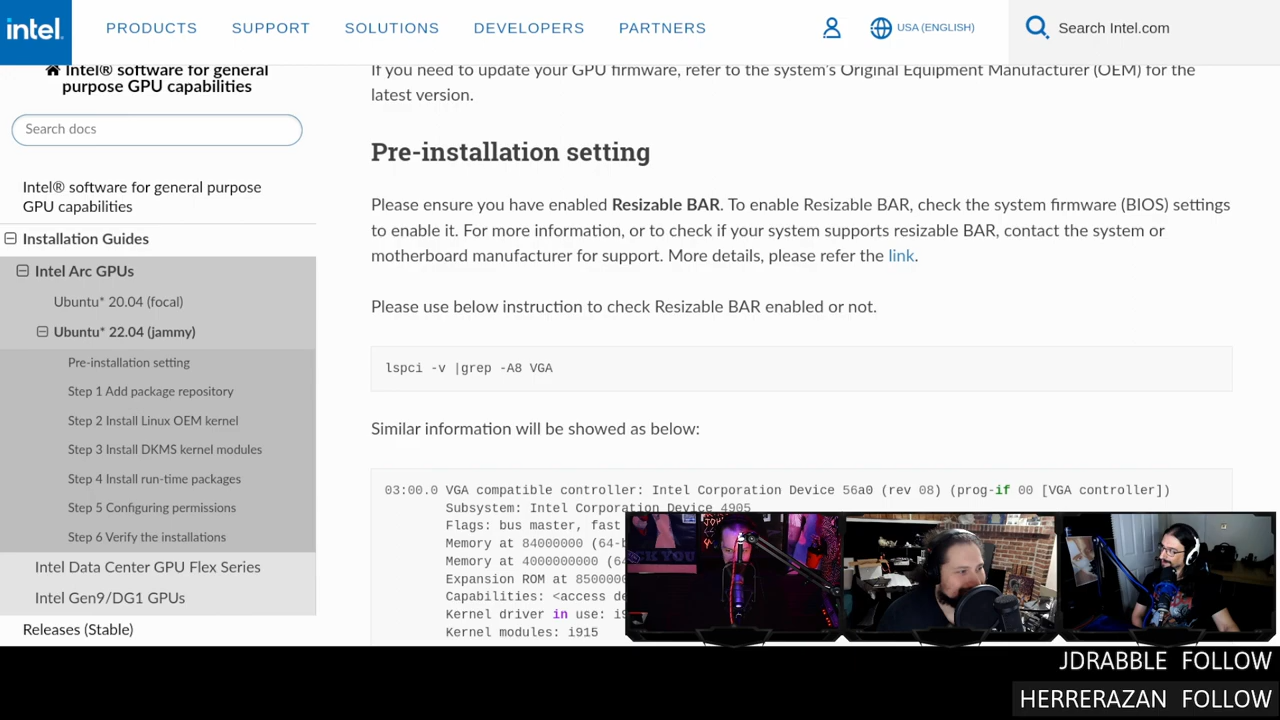 intel.
PRODUCTS
SUPPORT
SOLUTIONS
DEVELOPERS
PARTNERS
USA (ENGLISH)
Search Intel.com
Intel® software for general
purpose GPU capabilities
Search docs
Intel® software for general purpose
GPU capabilities
Installation Guides
Intel Arc GPUs
Ubuntu* 20.04 (focal)
Ubuntu* 22.04 (jammy)
Pre-installation setting
Step 1 Add package repository
Step 2 Install Linux OEM kernel
Step 3 Install DKMS kernel modules
Step 4 Install run-time packages
Step 5 Configuring permissions
Step 6 Verify the installations
Intel Data Center GPU Flex Series
Intel Gen9/DG1 GPUs
Releases (Stable)
If you need to update your GPU firmware, refer to the system's Original Equipment Manufacturer (OEM) for the
latest version.
Pre-installation setting
Please ensure you have enabled Resizable BAR. To enable Resizable BAR, check the system firmware (BIOS) settings
to enable it. For more information, or to check if your system supports resizable BAR, contact the system or
motherboard manufacturer for support. More details, please refer the link.
Please use below instruction to check Resizable BAR enabled or not.
lspci -v |grep -A8 VGA
Similar information will be showed as below:
03:00.0 VGA compatible controller: Intel Corporation Device 56a0 (rev 08) (prog-if 00 [VGA controller])
Subsystem: Intel Corporation Device 4905
Flags: bus master, fast
Memory at 84000000 (64-b
Memory at 4000000000 (64
Expansion ROM at 8500000
Capabilities: <access de
Kernel driver in use: i9
Kernel modules: i915
JDRABBLE FOLLOW
HERRERAZAN FOLLOW